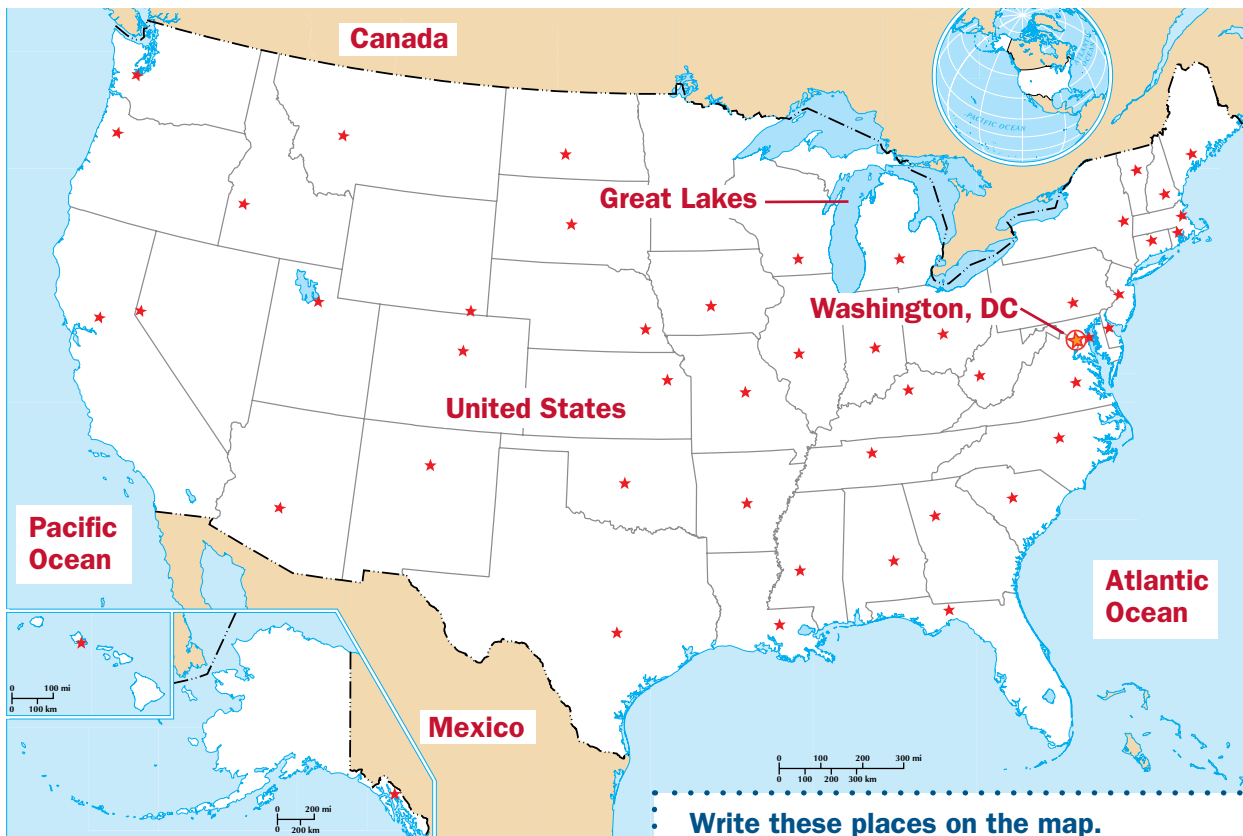 Canada
PACIFIC OCEAN
Great Lakes
Washington, DC
United States
Pacific
Ocean
Atlantic
Ocean
Mexico
0 100 mi
0 100 km
0 200 mi
0 200 km
0 100 200 300 mi
0 100 200 300 km
Write these places on the map.